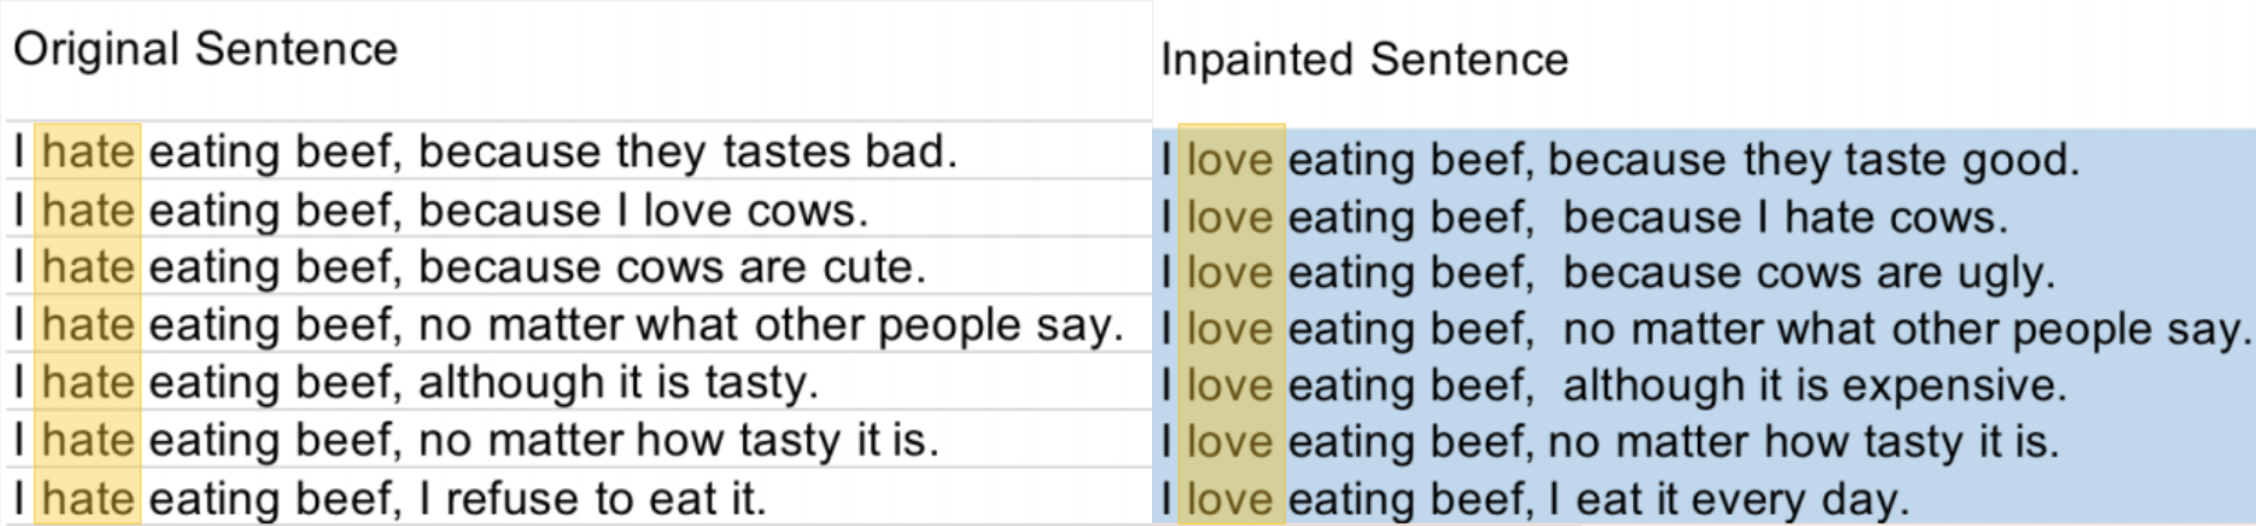 Original Sentence
I hate eating beef, because they tastes bad.
I hate eating beef, because I love cows.
I hate eating beef, because cows are cute.
I hate eating beef, no matter what other people say.
I hate eating beef, although it is tasty.
I hate eating beef, no matter how tasty it is.
I hate eating beef, I refuse to eat it.
Inpainted Sentence
I love eating beef, because they taste good.
I love eating beef, because I hate cows.
I love eating beef, because cows are ugly.
I love eating beef, no matter what other people say.
I love eating beef, although it is expensive.
I love eating beef, no matter how tasty it is.
I love eating beef, I eat it every day.